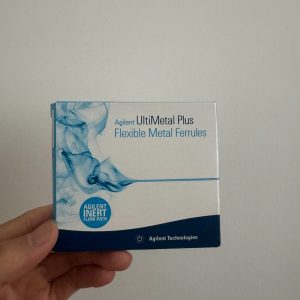 Agilent UltiMetal Plus
Flexible Metal Ferrules
AGILENT
INERT
FLOW PATH
Agilent Technologies